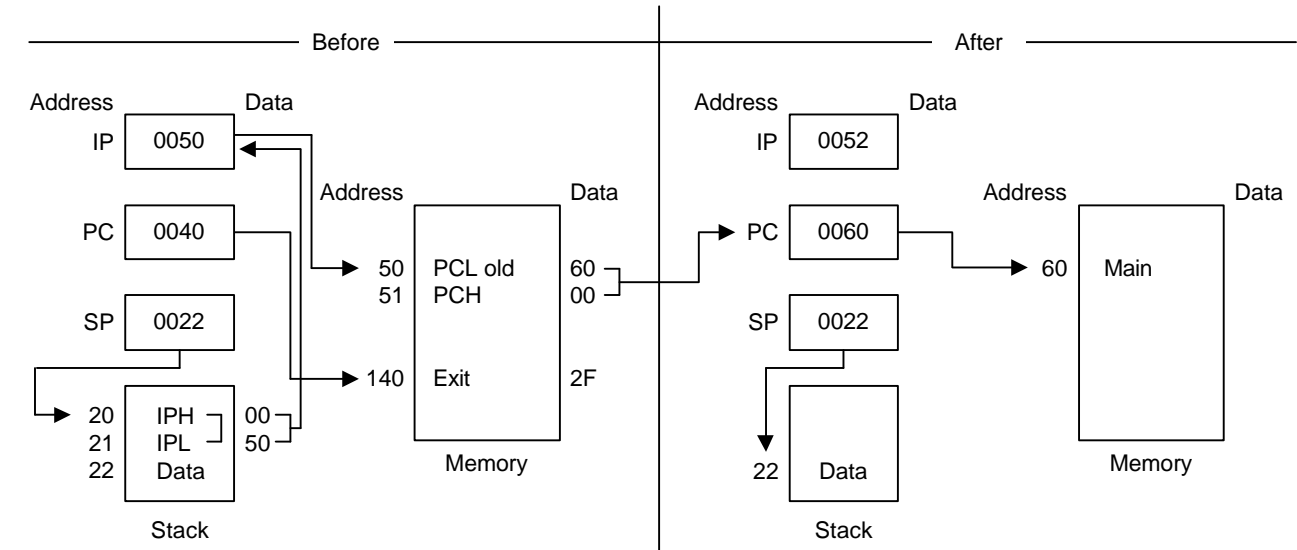 Before
Address Data
IP 0050
Address Data
PC 0040
50 PCL old 60
51 PCH 00
SP 0022
140 Exit 2F
20 IPH 00
21 IPL 50
22 Data
Memory
Stack
After
Address Data
IP 0052
Address Data
PC 0060
60 Main
SP 0022
22 Data
Memory
Stack